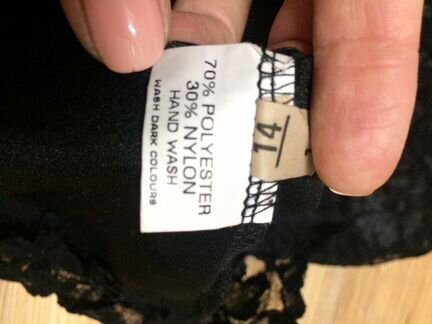 70% POLYESTER
30% NYLON
HAND WASH
WASH DARK COLOURS
14